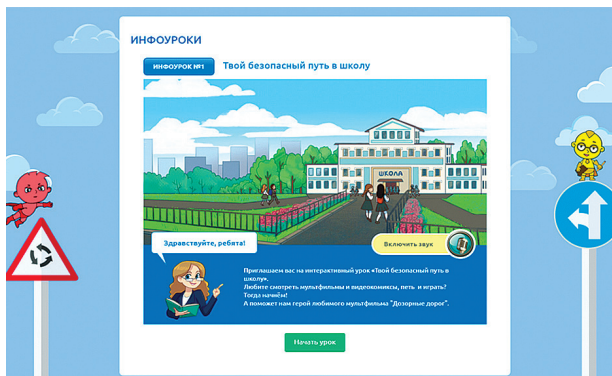 ИНФОУРОКИ
ИНФОУРОК №1 Твой безопасный путь в школу
ШКОЛА
Здравствуйте, ребята!
Включить звук
Приглашаем вас на интерактивный урок «Твой безопасный путь в
школу».
Любите смотреть мультфильмы и видеокомиксы, петь и играть?
Тогда начнём!
А поможет нам герой любимого мультфильма "Дозорные дорог".
Начать урок